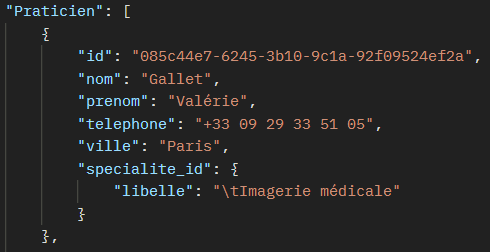 "Praticien": [
{
"id": "085c44e7-6245-3b10-9c1a-92f09524ef2a",
"nom": "Gallet",
"prenom": "Valérie",
"telephone": "+33 09 29 33 51 05",
"ville": "Paris",
"specialite_id": {
"libelle": "\tImagerie médicale"
}
},